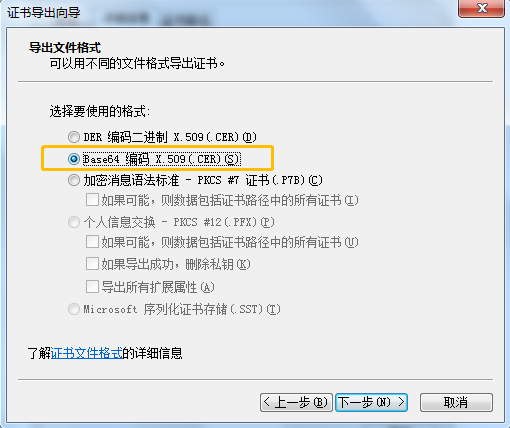 证书导出向导
导出文件格式
可以用不同的文件格式导出证书。
选择要使用的格式:
DER 编码二进制 X.509(.CER)(D)
Base64 编码 X.509(.CER)(S)
加密消息语法标准 - PKCS #7 证书(.P7B)(C)
如果可能，则数据包括证书路径中的所有证书(I)
个人信息交换 - PKCS #12(.PFX)(P)
如果可能，则数据包括证书路径中的所有证书(U)
如果导出成功，删除私钥(K)
导出所有扩展属性(A)
Microsoft 序列化证书存储(.SST)(T)
了解证书文件格式的详细信息
< 上一步(B) 下一步(N) > 取消